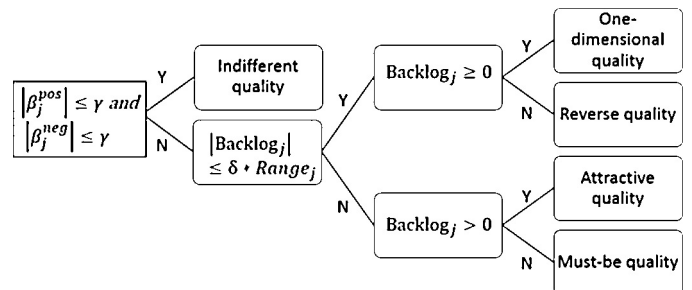 |β_j^pos| ≤ γ and
|β_j^neg| ≤ γ
Y
N
Indifferent
quality
|Backlog_j|
≤ δ * Range_j
Y
N
Backlog_j ≥ 0
Y
N
One-
dimensional
quality
Reverse quality
Backlog_j > 0
Y
N
Attractive
quality
Must-be quality